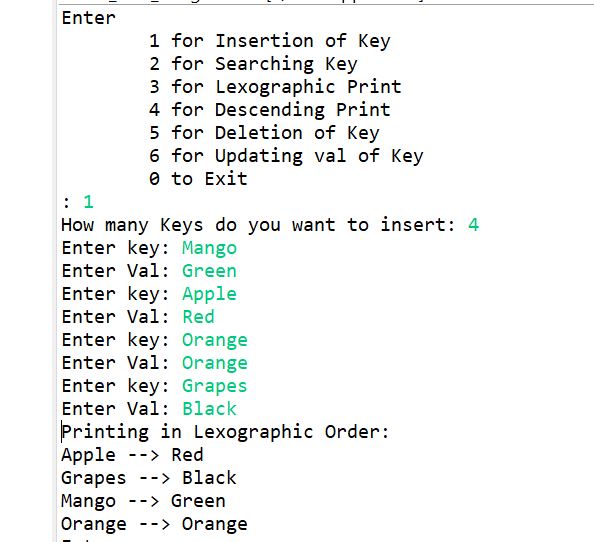 Enter
1 for Insertion of Key
2 for Searching Key
3 for Lexographic Print
4 for Descending Print
5 for Deletion of Key
6 for Updating val of Key
0 to Exit
: 1
How many Keys do you want to insert: 4
Enter key: Mango
Enter Val: Green
Enter key: Apple
Enter Val: Red
Enter key: Orange
Enter Val: Orange
Enter key: Grapes
Enter Val: Black
Printing in Lexographic Order:
Apple --> Red
Grapes --> Black
Mango --> Green
Orange --> Orange